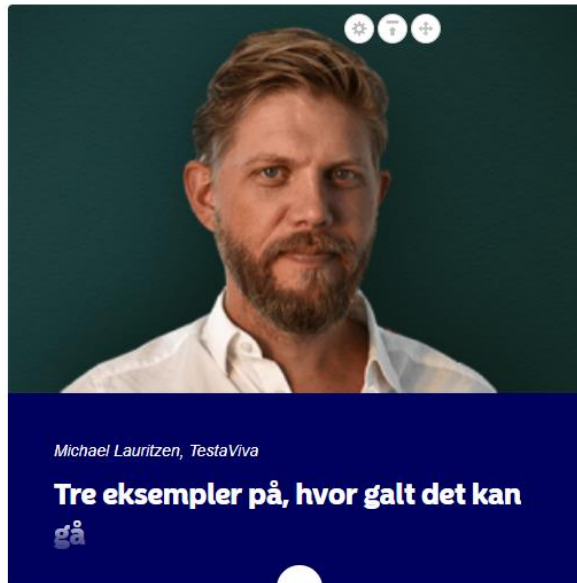 Michael Lauritzen, TestaViva
Tre eksempler på, hvor galt det kan
gå